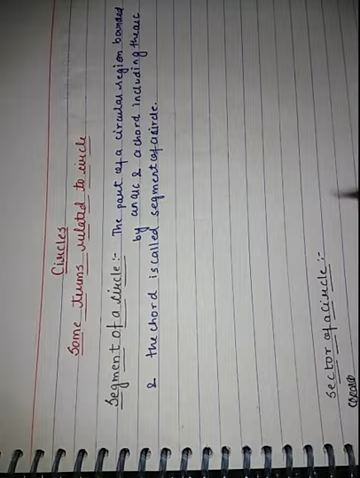 Circles
Some terms related to circle
Segment of a circle :- The part of a circular region bounded
by an arc & a chord including the arc
& the chord is called segment of a circle.
Sector of a circle :-